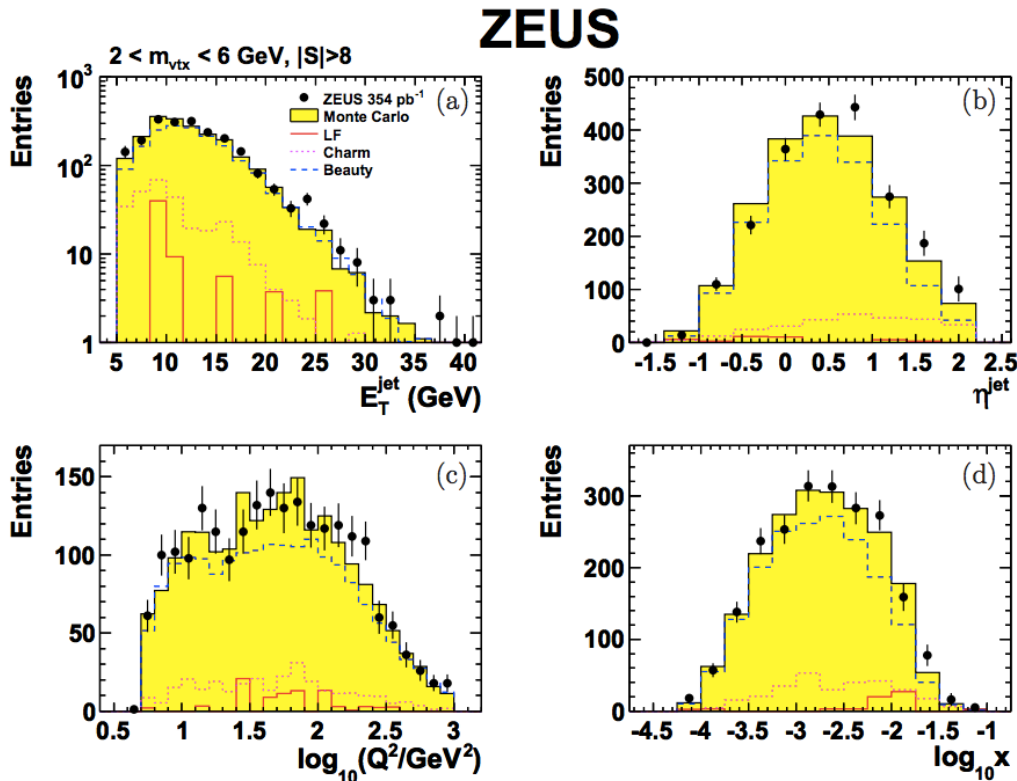 ZEUS
2 < m_vtx < 6 GeV, |S|>8
Entries
10³
10²
10
1
ZEUS 354 pb⁻¹
Monte Carlo
LF
Charm
Beauty
(a)
5 10 15 20 25 30 35 40
E_T^jet (GeV)
Entries
500
400
300
200
100
0
(b)
-1.5 -1 -0.5 0 0.5 1 1.5 2 2.5
η^jet
Entries
150
100
50
0
(c)
0.5 1 1.5 2 2.5 3
log₁₀(Q²/GeV²)
Entries
300
200
100
0
(d)
-4.5 -4 -3.5 -3 -2.5 -2 -1.5 -1
log₁₀x